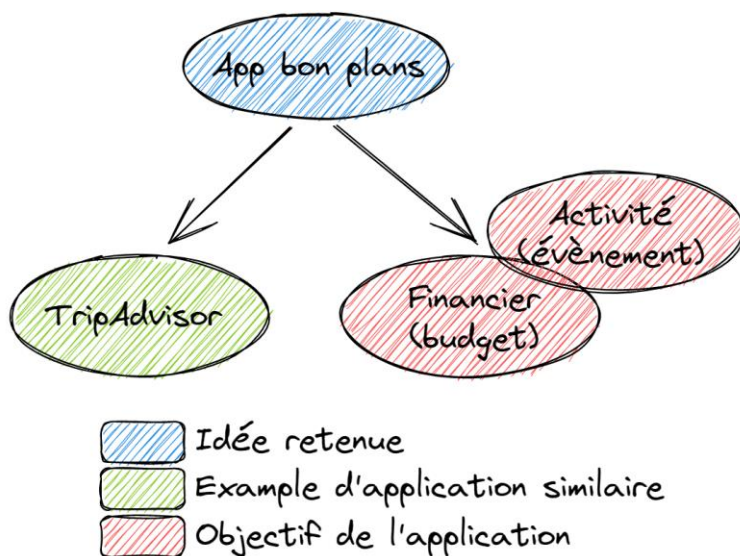 App bon plans
Activité
(évènement)
TripAdvisor
Financier
(budget)
Idée retenue
Example d'application similaire
Objectif de l'application